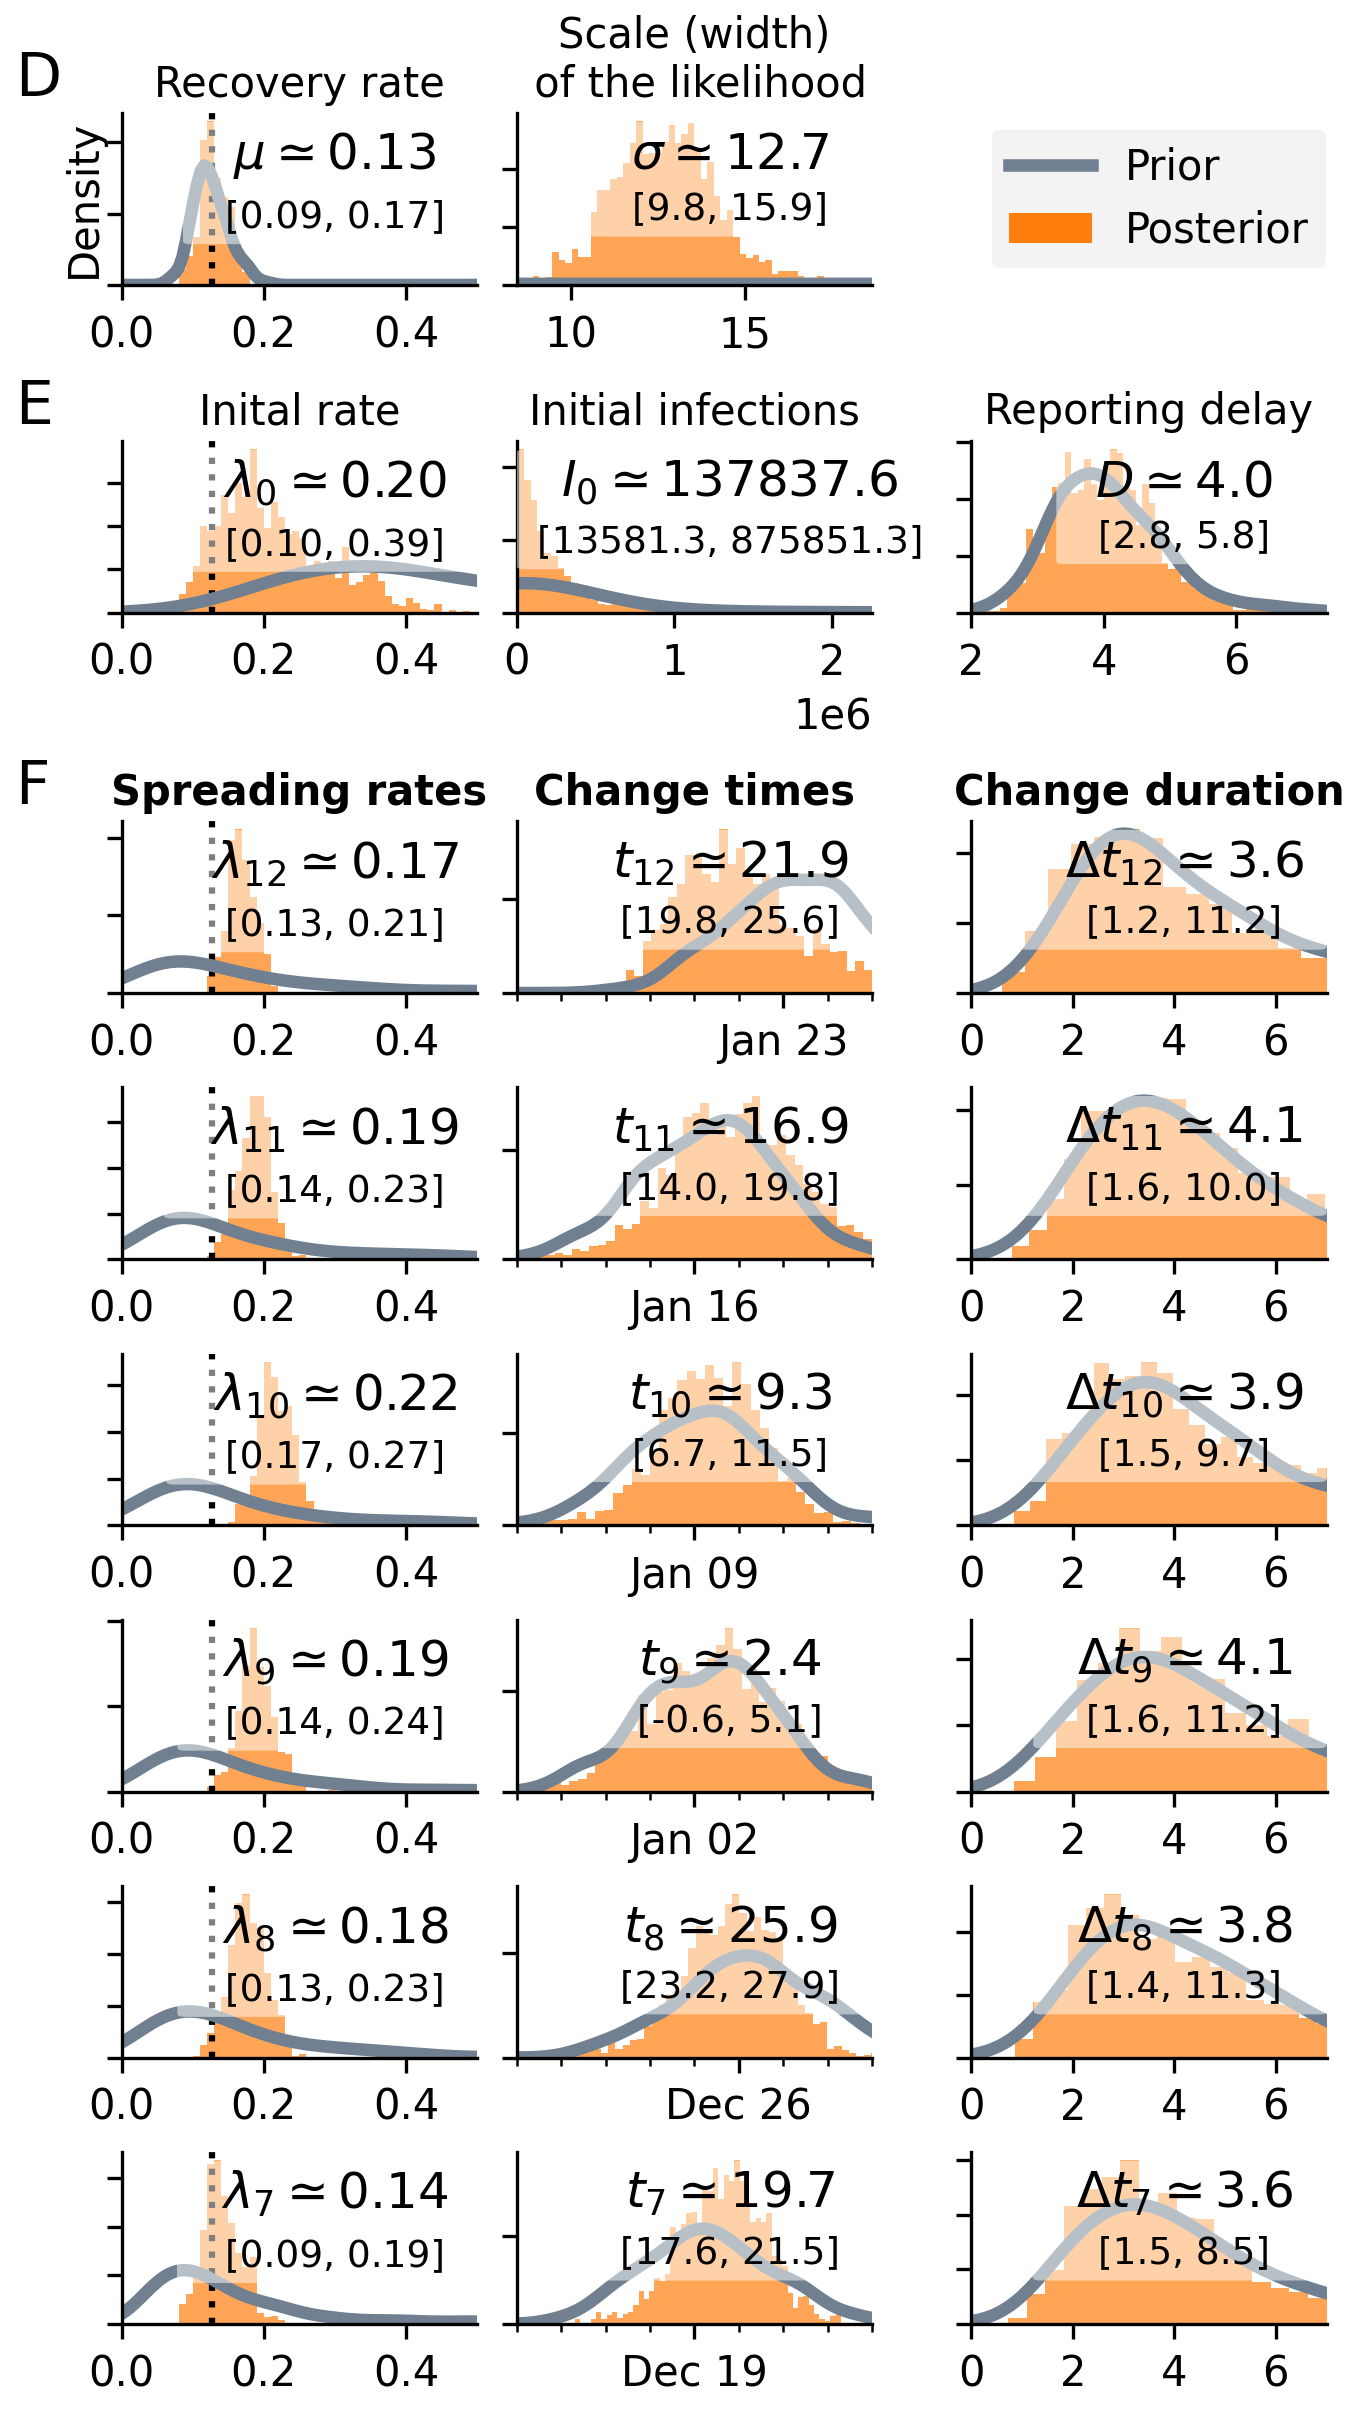 D
Recovery rate
Scale (width)
of the likelihood
Density
μ ≃ 0.13
[0.09, 0.17]
0.0 0.2 0.4
σ ≃ 12.7
[9.8, 15.9]
10 15
Prior
Posterior
E
Inital rate
λ0 ≃ 0.20
[0.10, 0.39]
0.0 0.2 0.4
Initial infections
I0 ≃ 137837.6
[13581.3, 875851.3]
0 1 2
1e6
Reporting delay
D ≃ 4.0
[2.8, 5.8]
2 4 6
F
Spreading rates
Change times
Change duration
λ12 ≃ 0.17
[0.13, 0.21]
0.0 0.2 0.4
t12 ≃ 21.9
[19.8, 25.6]
Jan 23
Δt12 ≃ 3.6
[1.2, 11.2]
0 2 4 6
λ11 ≃ 0.19
[0.14, 0.23]
0.0 0.2 0.4
t11 ≃ 16.9
[14.0, 19.8]
Jan 16
Δt11 ≃ 4.1
[1.6, 10.0]
0 2 4 6
λ10 ≃ 0.22
[0.17, 0.27]
0.0 0.2 0.4
t10 ≃ 9.3
[6.7, 11.5]
Jan 09
Δt10 ≃ 3.9
[1.5, 9.7]
0 2 4 6
λ9 ≃ 0.19
[0.14, 0.24]
0.0 0.2 0.4
t9 ≃ 2.4
[-0.6, 5.1]
Jan 02
Δt9 ≃ 4.1
[1.6, 11.2]
0 2 4 6
λ8 ≃ 0.18
[0.13, 0.23]
0.0 0.2 0.4
t8 ≃ 25.9
[23.2, 27.9]
Dec 26
Δt8 ≃ 3.8
[1.4, 11.3]
0 2 4 6
λ7 ≃ 0.14
[0.09, 0.19]
0.0 0.2 0.4
t7 ≃ 19.7
[17.6, 21.5]
Dec 19
Δt7 ≃ 3.6
[1.5, 8.5]
0 2 4 6